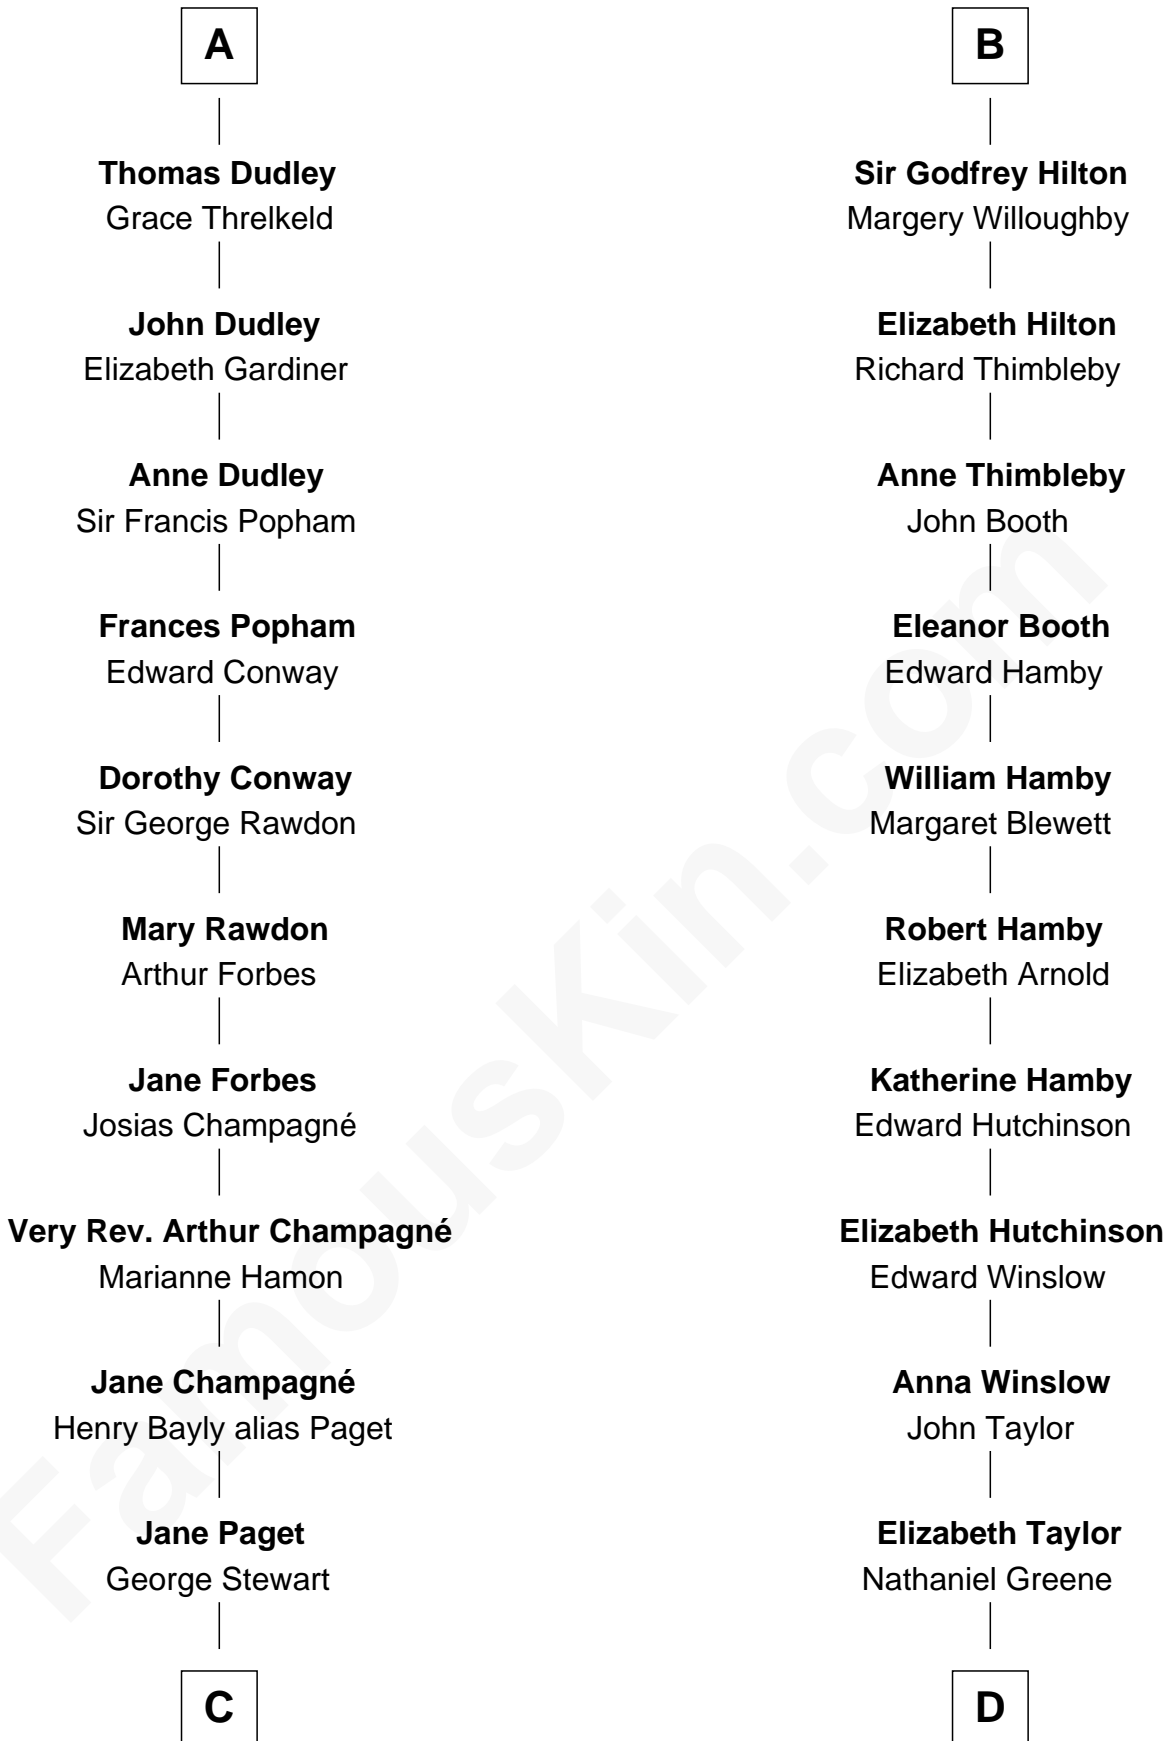 A
Thomas Dudley
Grace Threlkeld
John Dudley
Elizabeth Gardiner
Anne Dudley
Sir Francis Popham
Frances Popham
Edward Conway
Dorothy Conway
Sir George Rawdon
Mary Rawdon
Arthur Forbes
Jane Forbes
Josias Champagné
Very Rev. Arthur Champagné
Marianne Hamon
Jane Champagné
Henry Bayly alias Paget
Jane Paget
George Stewart
C
B
Sir Godfrey Hilton
Margery Willoughby
Elizabeth Hilton
Richard Thimbleby
Anne Thimbleby
John Booth
Eleanor Booth
Edward Hamby
William Hamby
Margaret Blewett
Robert Hamby
Elizabeth Arnold
Katherine Hamby
Edward Hutchinson
Elizabeth Hutchinson
Edward Winslow
Anna Winslow
John Taylor
Elizabeth Taylor
Nathaniel Greene
D
FamousKin.com